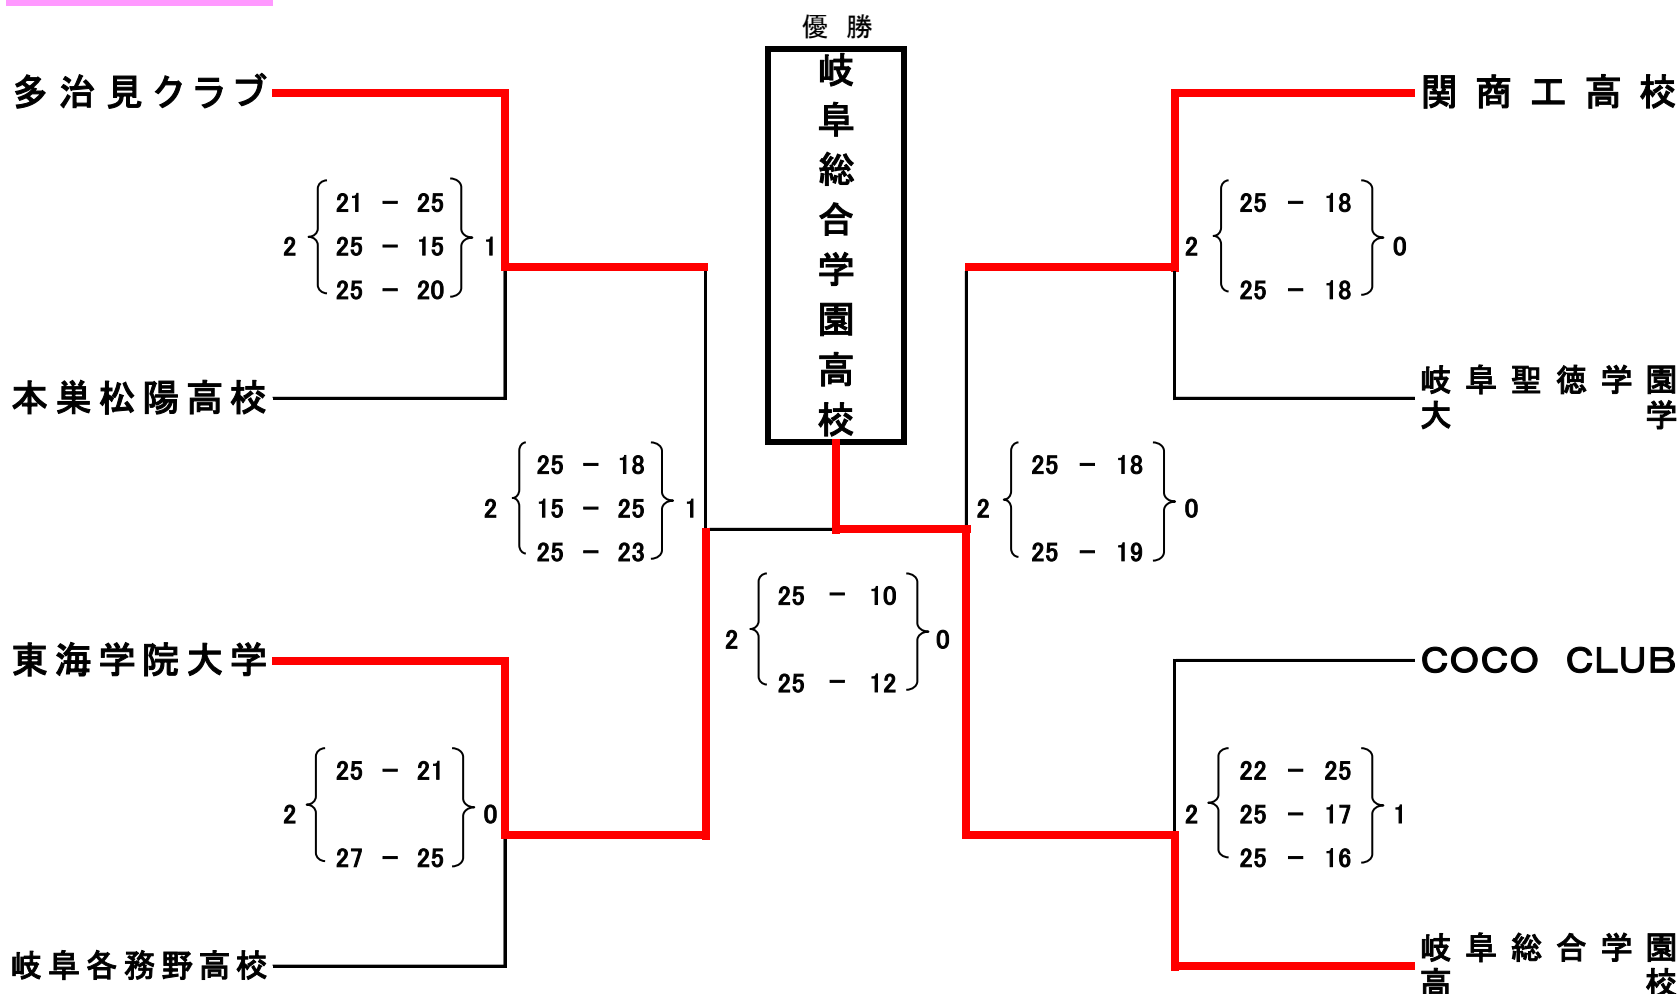 優 勝
岐阜総合学園高校
多治見クラブ
関商工高校
21 － 25
2 25 － 15 1
25 － 20
25 － 18
2 0
25 － 18
本巣松陽高校
岐阜聖徳学園
大学
25 － 18
2 15 － 25 1
25 － 23
25 － 18
2 0
25 － 19
25 － 10
2 0
25 － 12
東海学院大学
COCO CLUB
25 － 21
2 0
27 － 25
22 － 25
2 25 － 17 1
25 － 16
岐阜各務野高校
岐阜総合学園
高校